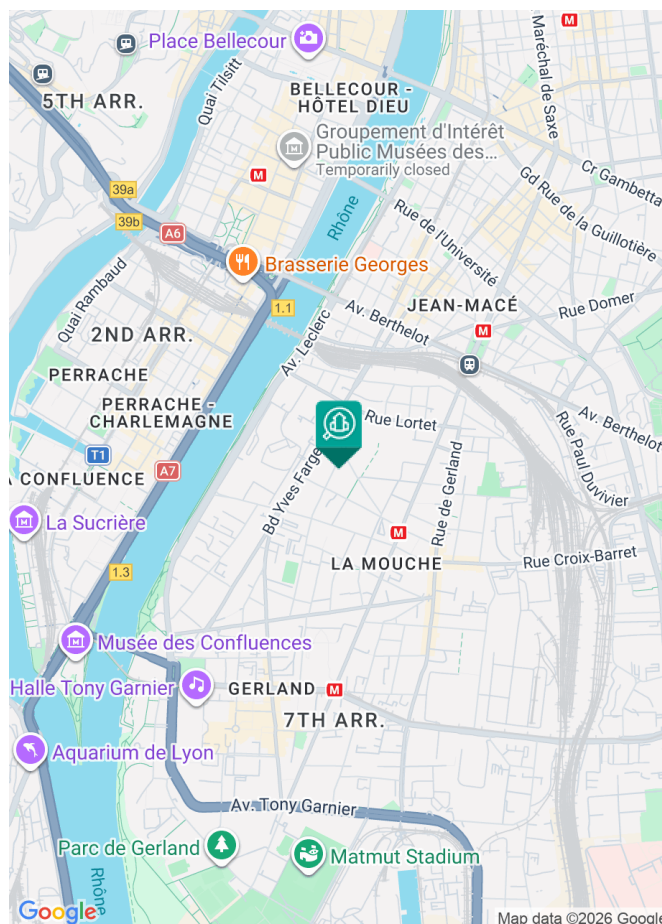 Place Bellecour
M
Maréchal de Saxe
Quai Tilsitt
5TH ARR.
BELLECOUR -
HÔTEL DIEU
Groupement d'Intérêt
Public Musées des...
Temporarily closed
M
Cr Gambetta
Gd Rue de la Guillotière
39a
39b
A6
Rhône
Rue de l'Université
Brasserie Georges
Quai Rambaud
1.1
JEAN-MACÉ
Rue Domer
2ND ARR.
Av. Berthelot
M
Av. Leclerc
PERRACHE
PERRACHE -
CHARLEMAGNE
Rue Lortet
Av. Berthelot
T1
A7
CONFLUENCE
Bd Yves Farge
Rue de Gerland
Rue Paul Duvivier
La Sucrière
M
LA MOUCHE
Rue Croix-Barret
1.3
Musée des Confluences
Halle Tony Garnier
GERLAND
M
7TH ARR.
Aquarium de Lyon
Av. Tony Garnier
Parc de Gerland
Matmut Stadium
Rhône
Google
Map data ©2026 Google